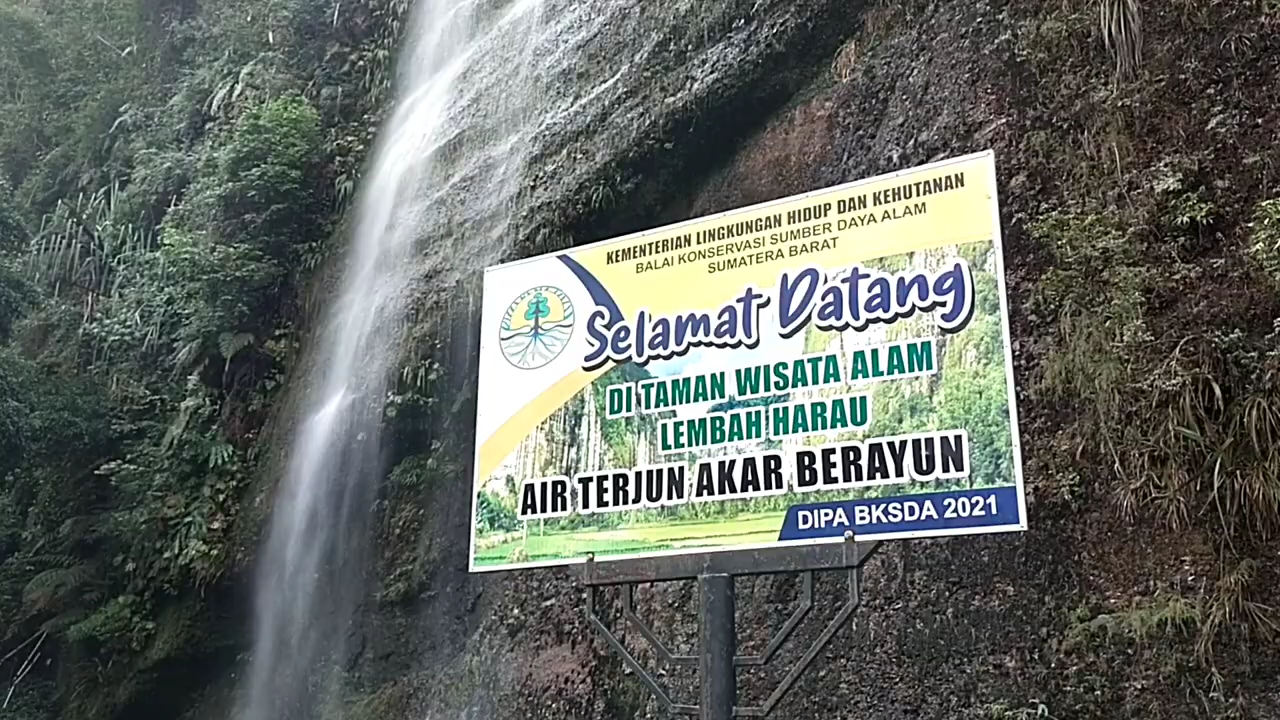 KEMENTERIAN LINGKUNGAN HIDUP DAN KEHUTANAN
BALAI KONSERVASI SUMBER DAYA ALAM
SUMATERA BARAT
Selamat Datang
DI TAMAN WISATA ALAM
LEMBAH HARAU
AIR TERJUN AKAR BERAYUN
DIPA BKSDA 2021